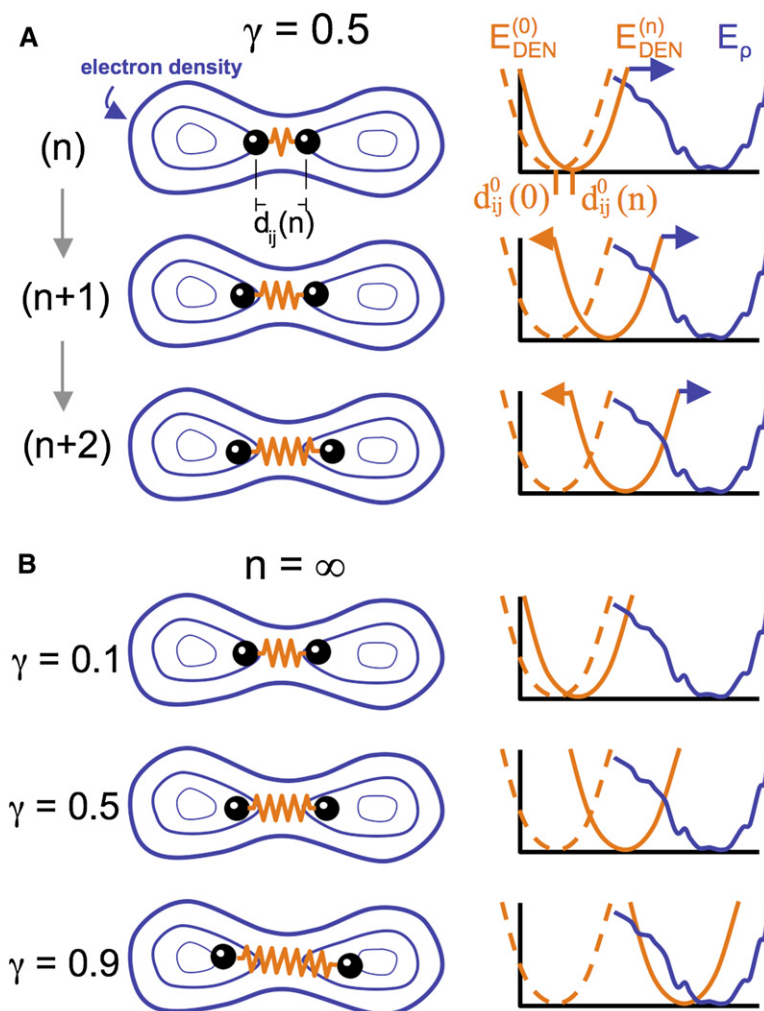 A
γ = 0.5
E_DEN^(0) E_DEN^(n) E_ρ
electron density
(n)
d_ij(n)
d_ij^0(0) d_ij^0(n)
(n+1)
(n+2)
B
n = ∞
γ = 0.1
γ = 0.5
γ = 0.9